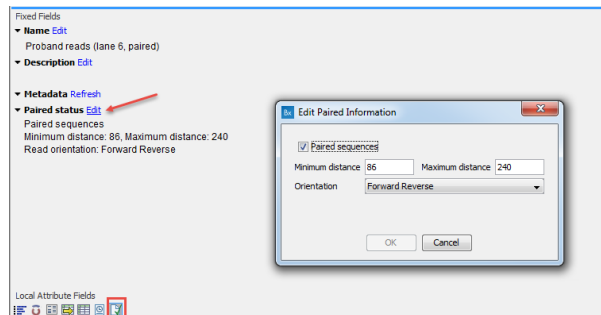 Fixed Fields
Name Edit
Proband reads (lane 6, paired)
Description Edit
Metadata Refresh
Paired status Edit
Paired sequences
Minimum distance: 86, Maximum distance: 240
Read orientation: Forward Reverse
Bx Edit Paired Information
Paired sequences
Minimum distance 86 Maximum distance 240
Orientation Forward Reverse
OK Cancel
Local Attribute Fields